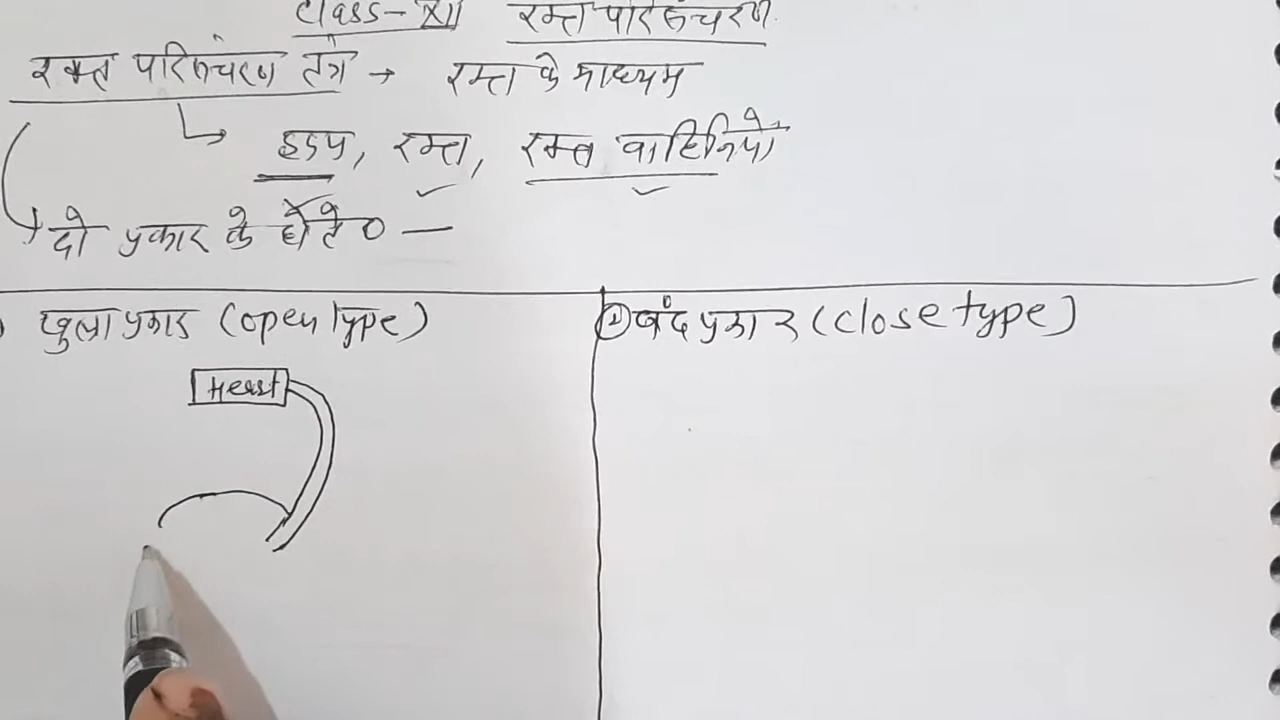 Class-XII रक्त परिसंचरण
रक्त परिसंचरण तंत्र → रक्त के माध्यम
हृदय, रक्त, रक्त वाहिनियाँ
दो प्रकार के होते है —
खुला प्रकार (open type)
② बंद प्रकार (close type)
Heart